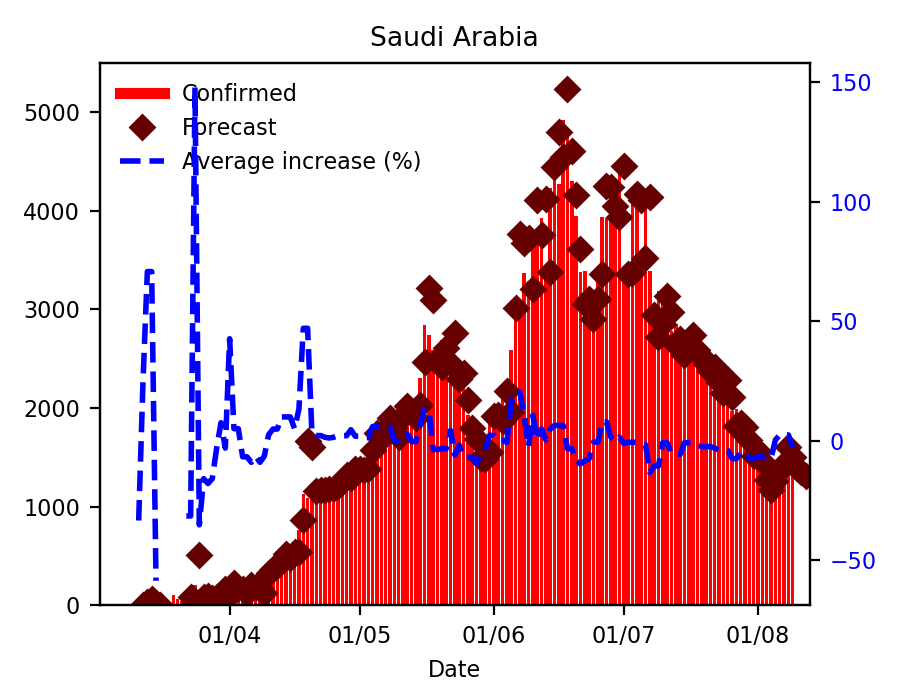 Saudi Arabia
Confirmed
Forecast
Average increase (%)
5000
4000
3000
2000
1000
0
150
100
50
0
−50
01/04 01/05 01/06 01/07 01/08
Date